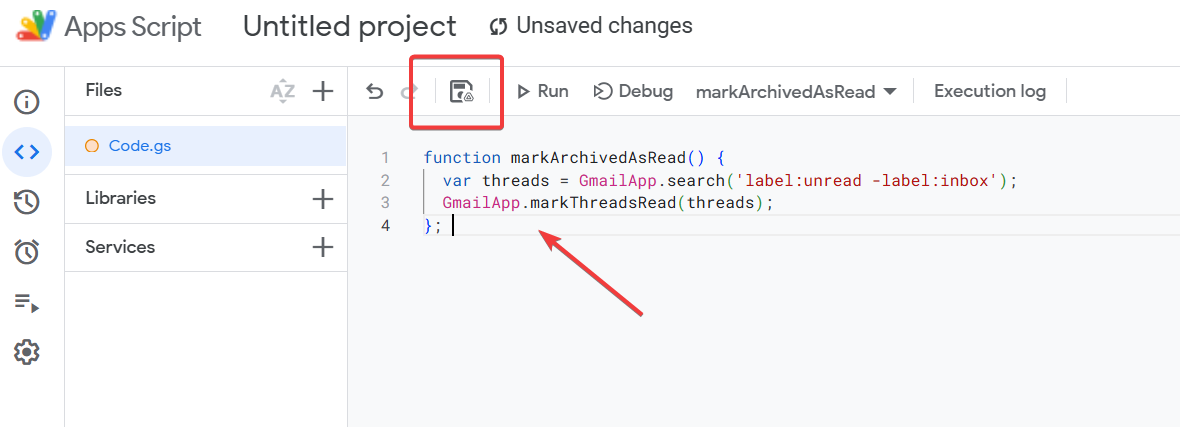 Apps Script Untitled project Unsaved changes
Files AZ Run Debug markArchivedAsRead Execution log
Code.gs
Libraries
Services
1 function markArchivedAsRead() {
2 var threads = GmailApp.search('label:unread -label:inbox');
3 GmailApp.markThreadsRead(threads);
4 };